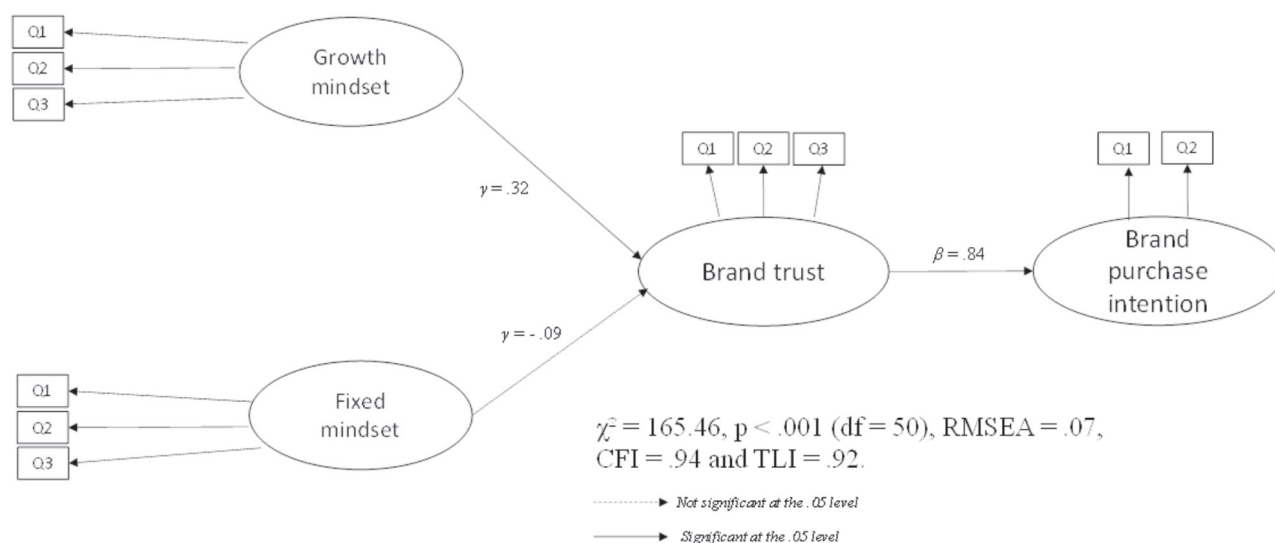 Q1
Q2
Q3
Growth
mindset
γ = .32
Q1
Q2
Q3
Brand trust
β = .84
Q1
Q2
Brand
purchase
intention
γ = - .09
Q1
Q2
Q3
Fixed
mindset
χ² = 165.46, p < .001 (df = 50), RMSEA = .07,
CFI = .94 and TLI = .92.
Not significant at the .05 level
Significant at the .05 level